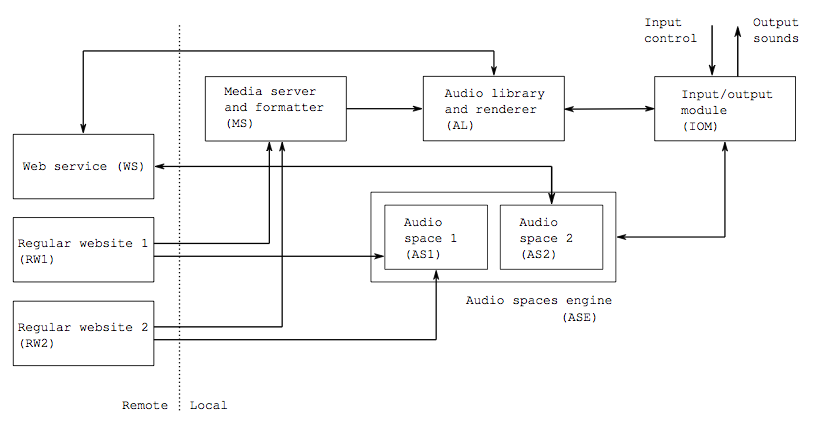 Input
control
Output
sounds
Media server
and formatter
(MS)
Audio library
and renderer
(AL)
Input/output
module
(IOM)
Web service (WS)
Regular website 1
(RW1)
Audio
space 1
(AS1)
Audio
space 2
(AS2)
Audio spaces engine
(ASE)
Regular website 2
(RW2)
Remote
Local